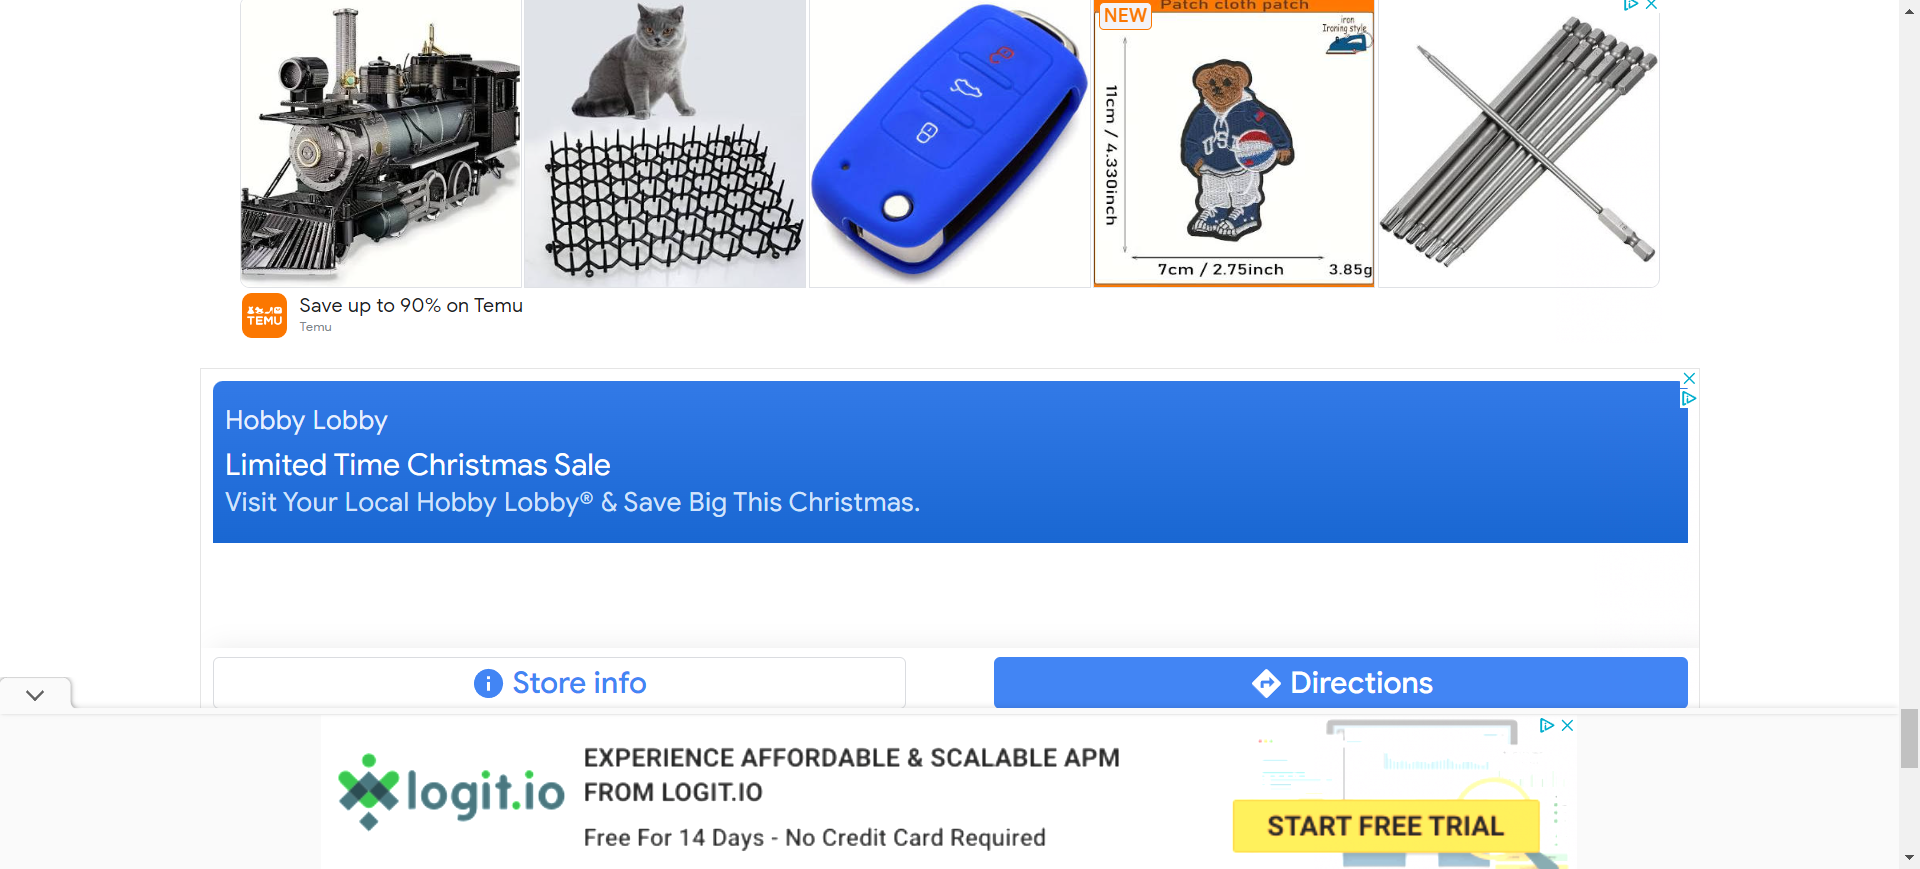 Patch cloth patch
NEW
iron
Ironing style
11cm / 4.330inch
USA
7cm / 2.75inch
3.85g
TEMU
Save up to 90% on Temu
Temu
Hobby Lobby
Limited Time Christmas Sale
Visit Your Local Hobby Lobby® & Save Big This Christmas.
Store info
Directions
logit.io
EXPERIENCE AFFORDABLE & SCALABLE APM
FROM LOGIT.IO
Free For 14 Days - No Credit Card Required
START FREE TRIAL